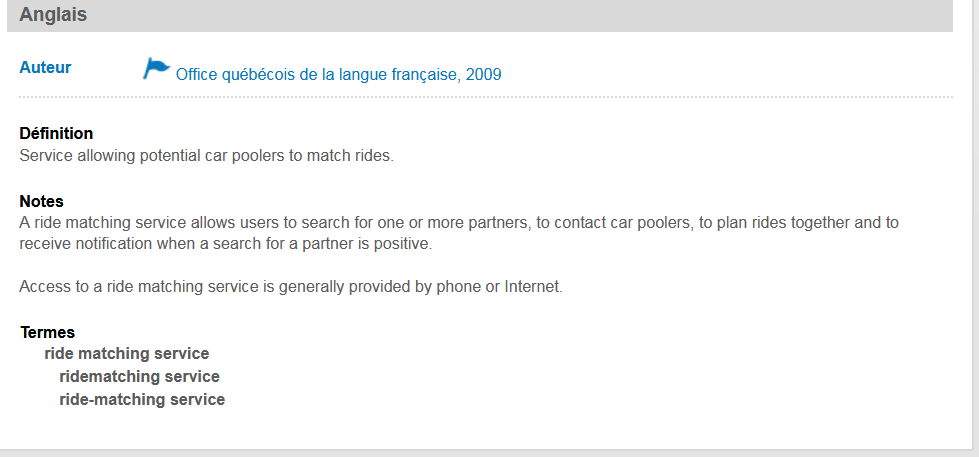 Anglais
Auteur Office québécois de la langue française, 2009
Définition
Service allowing potential car poolers to match rides.
Notes
A ride matching service allows users to search for one or more partners, to contact car poolers, to plan rides together and to
receive notification when a search for a partner is positive.
Access to a ride matching service is generally provided by phone or Internet.
Termes
ride matching service
ridematching service
ride-matching service